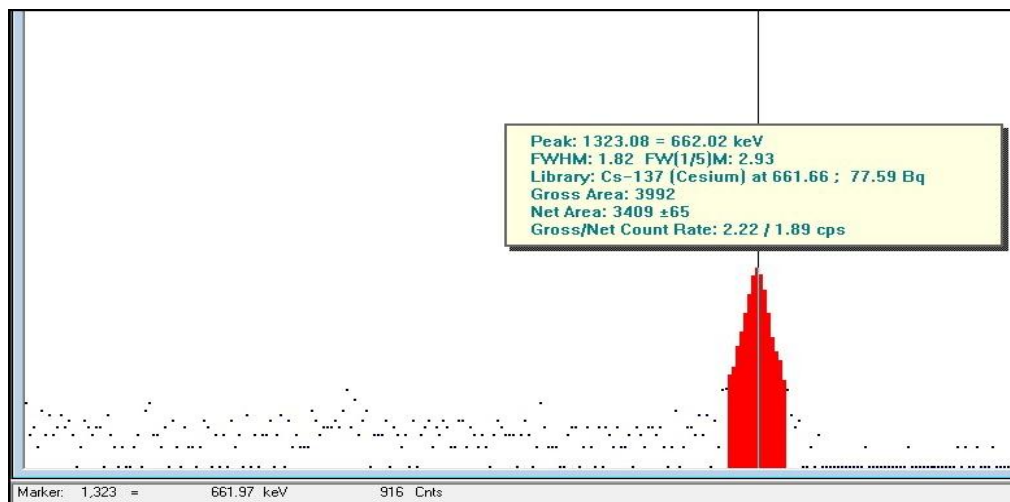 Peak: 1323.08 = 662.02 keV
FWHM: 1.82 FW(1/5)M: 2.93
Library: Cs-137 (Cesium) at 661.66 ; 77.59 Bq
Gross Area: 3992
Net Area: 3409 ±65
Gross/Net Count Rate: 2.22 / 1.89 cps
Marker: 1,323 = 661.97 keV 916 Cnts